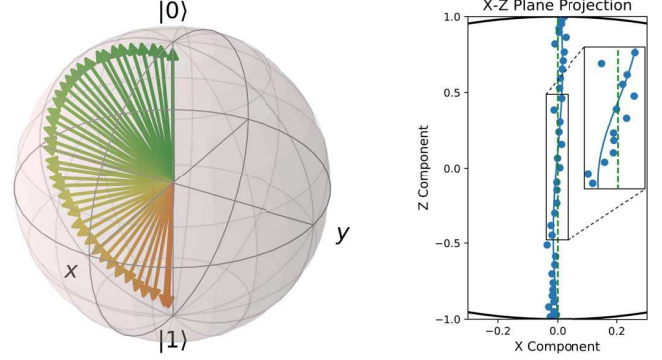 |0⟩
x
y
|1⟩
X-Z Plane Projection
1.0
0.5
0.0
−0.5
−1.0
Z Component
−0.2
0.0
0.2
X Component